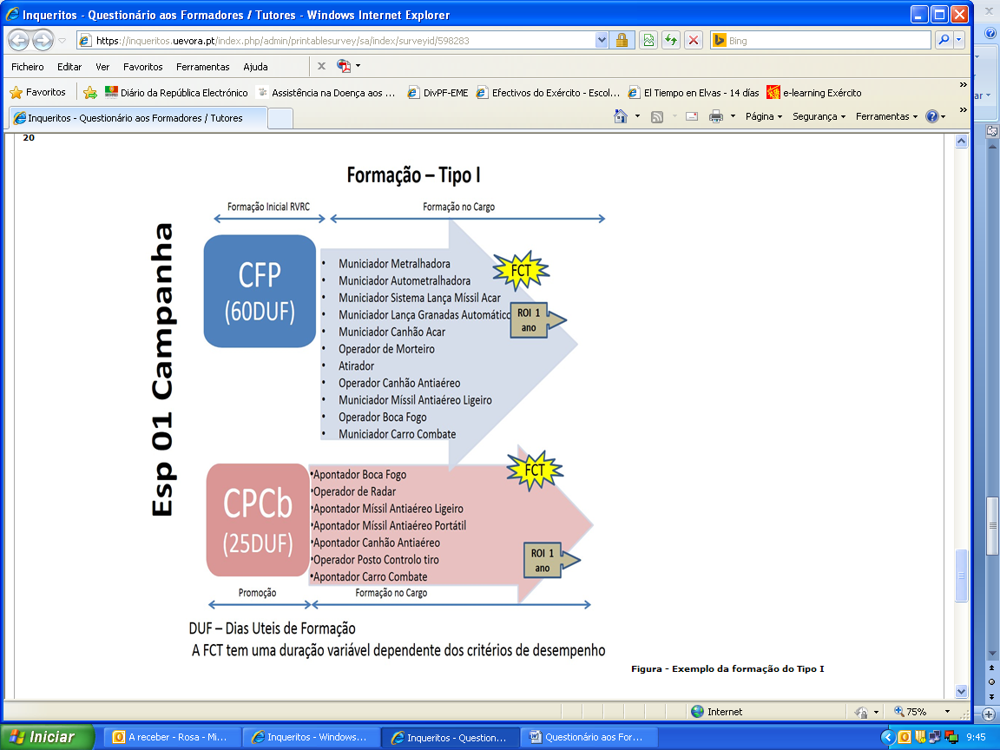 Inqueritos - Questionário aos Formadores / Tutores - Windows Internet Explorer
https://inqueritos.uevora.pt/index.php/admin/printablesurvey/sa/index/surveyid/598283
Bing
Ficheiro Editar Ver Favoritos Ferramentas Ajuda
Favoritos
Diário da República Electrónico
Assistência na Doença aos ...
DivPF-EME
Efectivos do Exército - Escol...
El Tiempo en Elvas - 14 días
e-learning Exército
Inqueritos - Questionário aos Formadores / Tutores
Página Segurança Ferramentas
20
Formação – Tipo I
Formação Inicial RVRC
Formação no Cargo
Esp 01 Campanha
CFP
(60DUF)
• Municiador Metralhadora
• Municiador Autometralhadora
• Municiador Sistema Lança Míssil Acar
• Municiador Lança Granadas Automático
• Municiador Canhão Acar
• Operador de Morteiro
• Atirador
• Operador Canhão Antiaéreo
• Municiador Míssil Antiaéreo Ligeiro
• Operador Boca Fogo
• Municiador Carro Combate
FCT
ROI 1
ano
CPCb
(25DUF)
•Apontador Boca Fogo
•Operador de Radar
•Apontador Míssil Antiaéreo Ligeiro
•Apontador Míssil Antiaéreo Portátil
•Apontador Canhão Antiaéreo
•Operador Posto Controlo tiro
•Apontador Carro Combate
FCT
ROI 1
ano
Promoção
Formação no Cargo
DUF – Dias Uteis de Formação
A FCT tem uma duração variável dependente dos critérios de desempenho
Figura - Exemplo da formação do Tipo I
Internet
75%
Iniciar
A receber - Rosa - Mi...
Inqueritos - Windows...
Inqueritos - Question...
Questionário aos For...
9:45